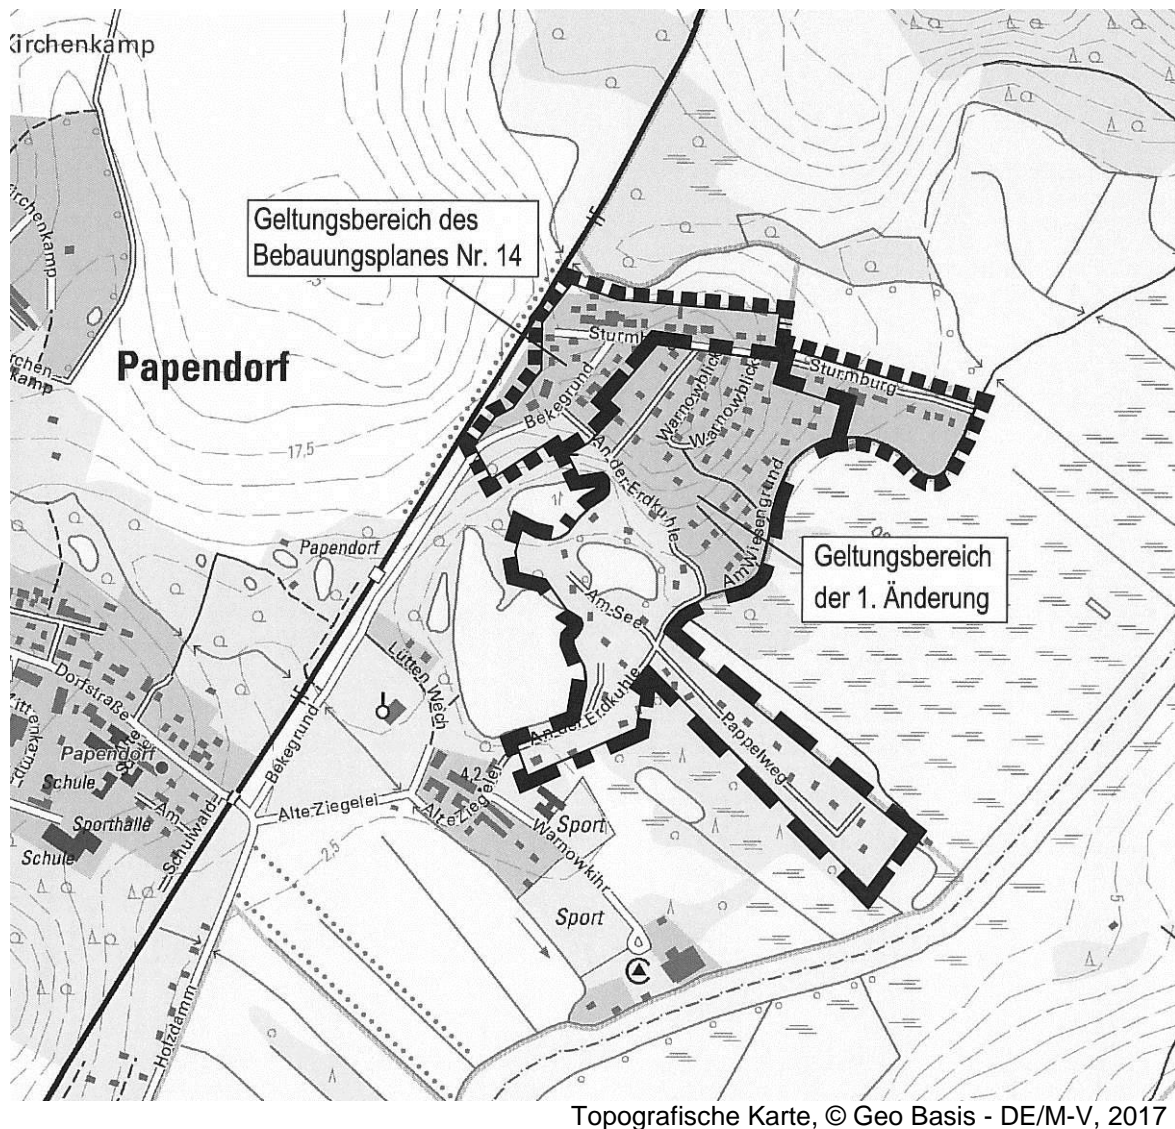 Kirchenkamp
Geltungsbereich des
Bebauungsplanes Nr. 14
Kirchenkamp
Papendorf
17,5
Sturmburg
Bekegrund
Warnowblick
Warnowblick
An der Erdkuhle
Am Wiesengrund
Geltungsbereich
der 1. Änderung
Papendorf
Am See
Lütten Wech
An der Erdkuhle
Pappelweg
Dorfstraße
Papendorf
Schule
Sporthalle
Schule
Am
Schulwald
Bekegrund
Alte Ziegelei
Alte Ziegelei
4,2
Sport
Warnowkihr
2,5
Sport
Holzdamm
5
Topografische Karte, © Geo Basis - DE/M-V, 2017